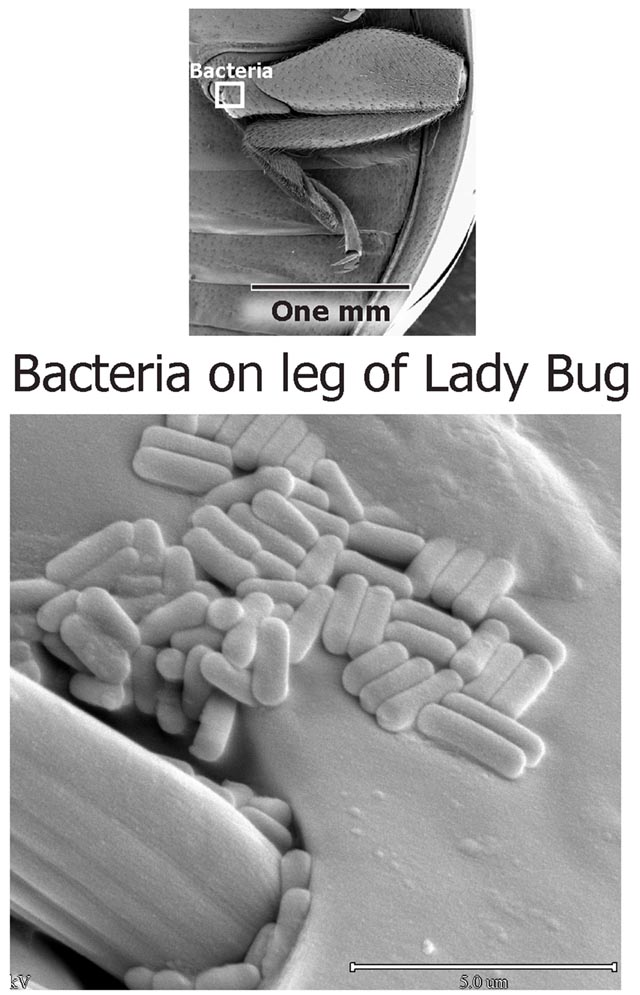 Bacteria
One mm
Bacteria on leg of Lady Bug
kV
5.0 um